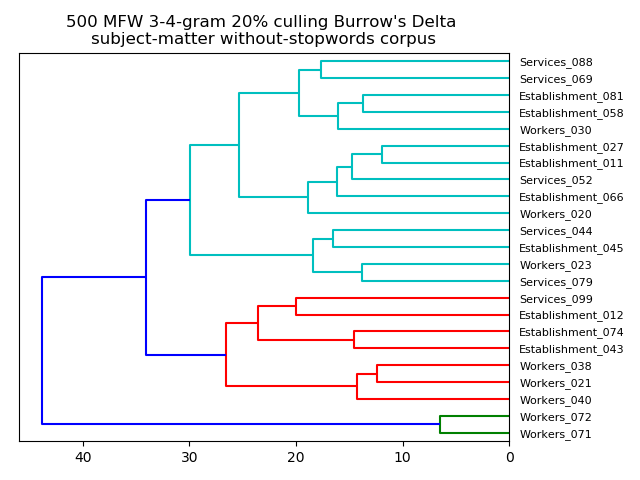 500 MFW 3-4-gram 20% culling Burrow's Delta
subject-matter without-stopwords corpus
Services_088
Services_069
Establishment_081
Establishment_058
Workers_030
Establishment_027
Establishment_011
Services_052
Establishment_066
Workers_020
Services_044
Establishment_045
Workers_023
Services_079
Services_099
Establishment_012
Establishment_074
Establishment_043
Workers_038
Workers_021
Workers_040
Workers_072
Workers_071
40 30 20 10 0